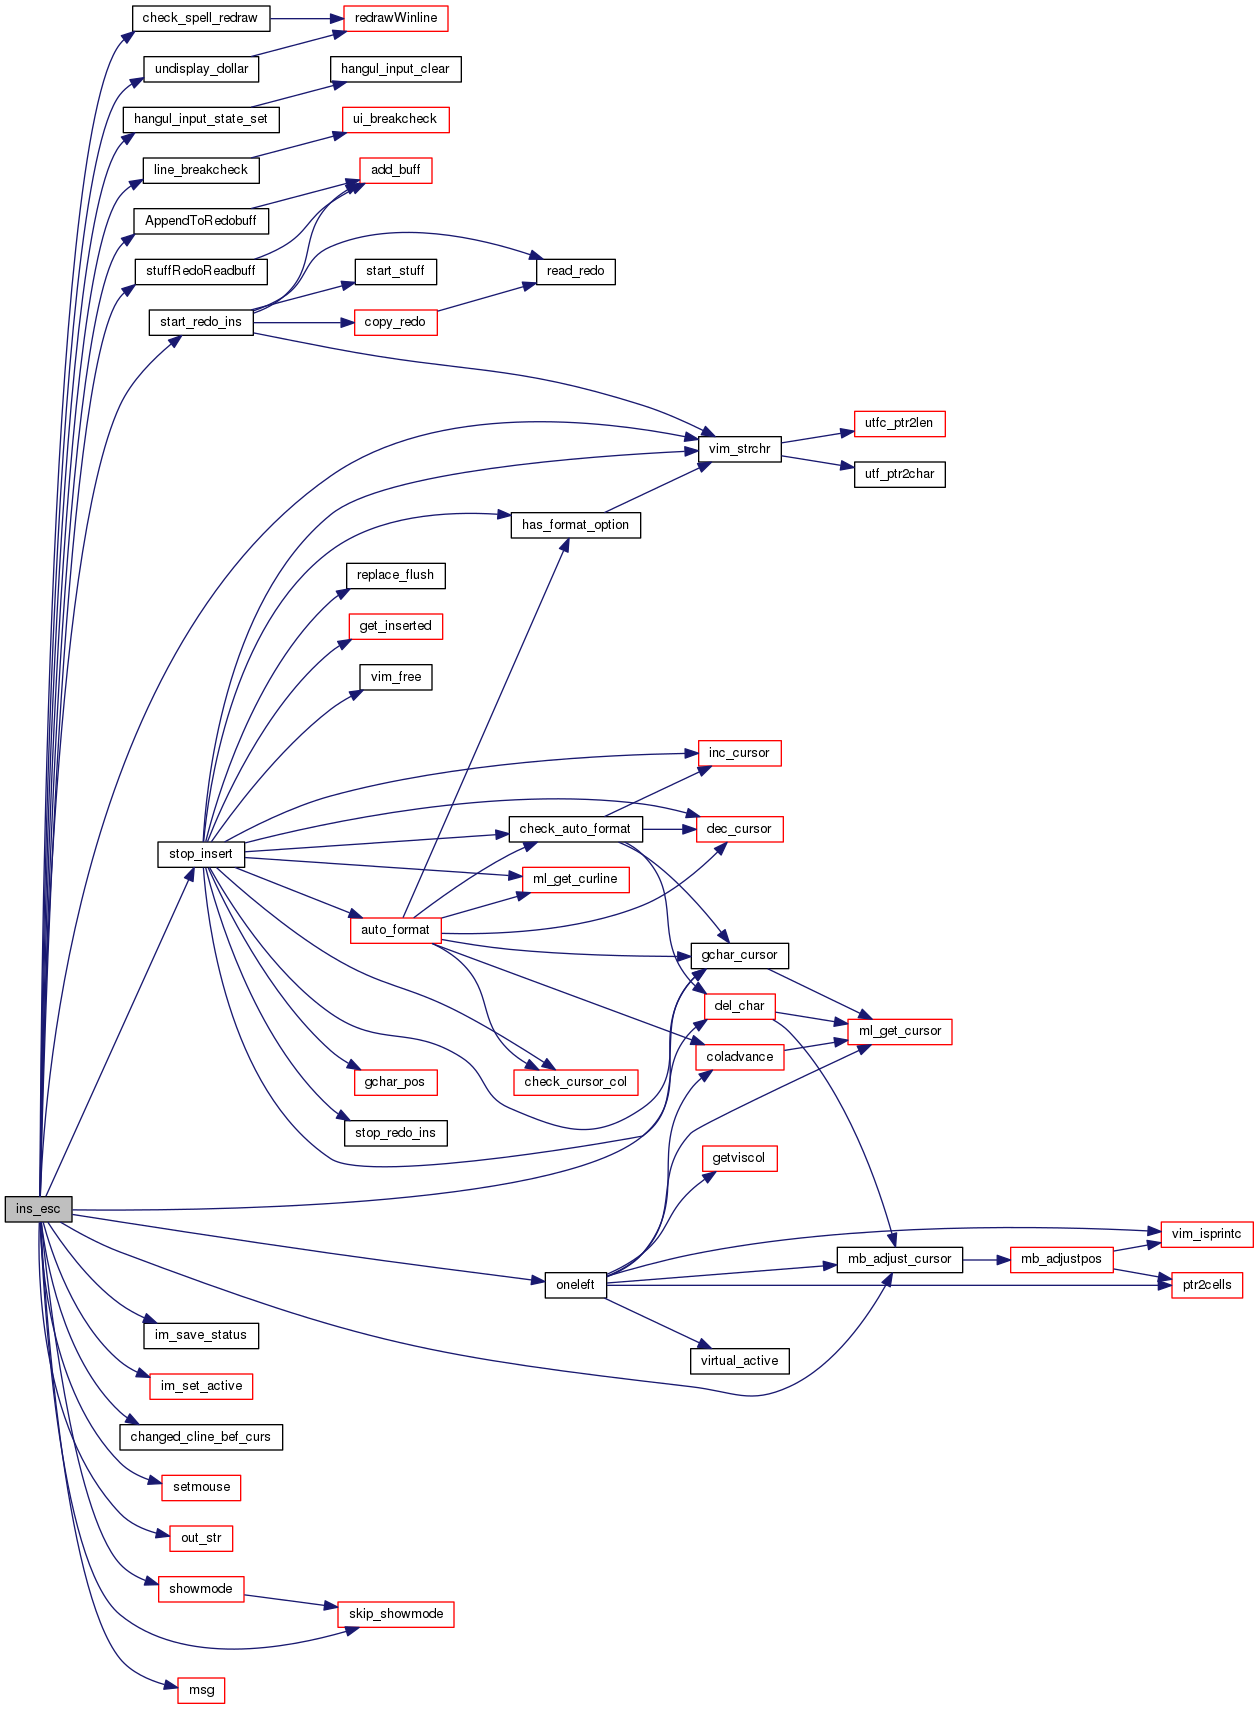 check_spell_redraw
redrawWinline
undisplay_dollar
hangul_input_clear
hangul_input_state_set
ui_breakcheck
line_breakcheck
add_buff
AppendToRedobuff
stuffRedoReadbuff
start_stuff
read_redo
start_redo_ins
copy_redo
utfc_ptr2len
vim_strchr
utf_ptr2char
has_format_option
replace_flush
get_inserted
vim_free
inc_cursor
check_auto_format
dec_cursor
stop_insert
ml_get_curline
auto_format
gchar_cursor
del_char
ml_get_cursor
coladvance
gchar_pos
check_cursor_col
stop_redo_ins
getviscol
ins_esc
vim_isprintc
mb_adjust_cursor
mb_adjustpos
oneleft
ptr2cells
im_save_status
virtual_active
im_set_active
changed_cline_bef_curs
setmouse
out_str
showmode
skip_showmode
msg